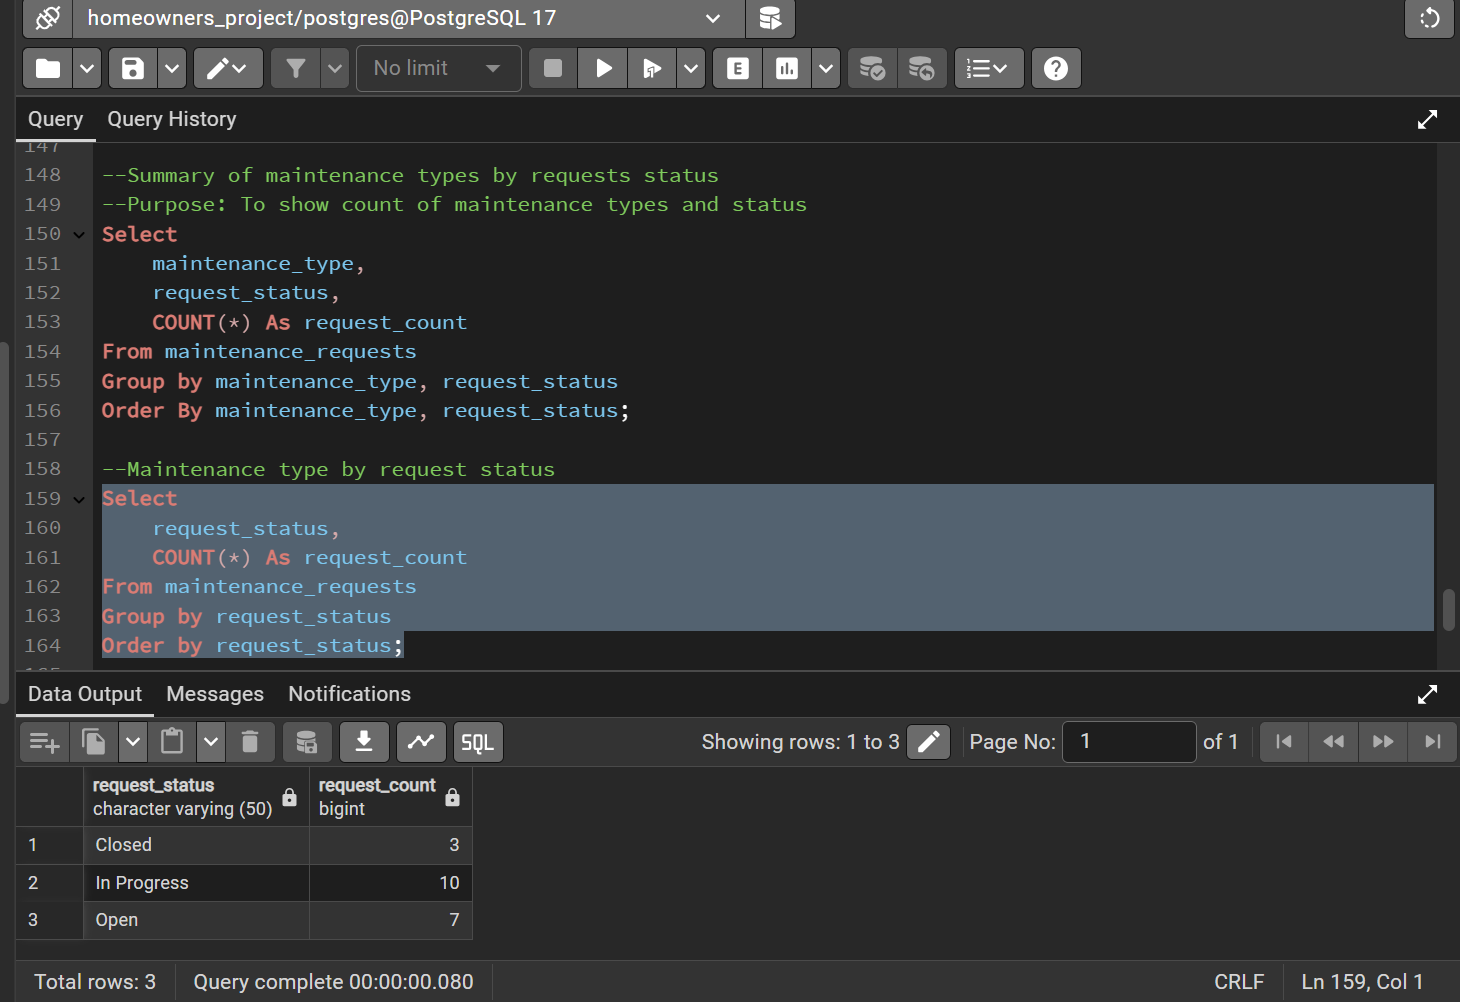 homeowners_project/postgres@PostgreSQL 17
No limit
E
Query Query History
147
148 --Summary of maintenance types by requests status
149 --Purpose: To show count of maintenance types and status
150 Select
151 maintenance_type,
152 request_status,
153 COUNT(*) As request_count
154 From maintenance_requests
155 Group by maintenance_type, request_status
156 Order By maintenance_type, request_status;
157
158 --Maintenance type by request status
159 Select
160 request_status,
161 COUNT(*) As request_count
162 From maintenance_requests
163 Group by request_status
164 Order by request_status;
Data Output Messages Notifications
SQL Showing rows: 1 to 3 Page No: 1 of 1
request_status request_count
character varying (50) bigint
1 Closed 3
2 In Progress 10
3 Open 7
Total rows: 3 Query complete 00:00:00.080 CRLF Ln 159, Col 1